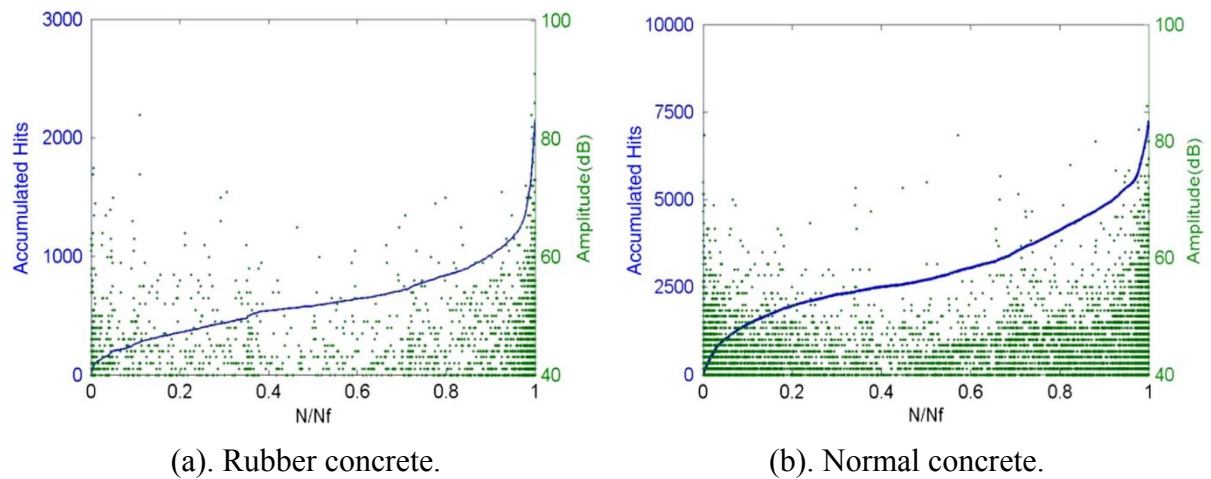 3000
2000
1000
0
Accumulated Hits
100
80
60
40
Amplitude(dB)
0 0.2 0.4 0.6 0.8 1
N/Nf
(a). Rubber concrete.
10000
7500
5000
2500
0
Accumulated Hits
100
80
60
40
Amplitude(dB)
0 0.2 0.4 0.6 0.8 1
N/Nf
(b). Normal concrete.